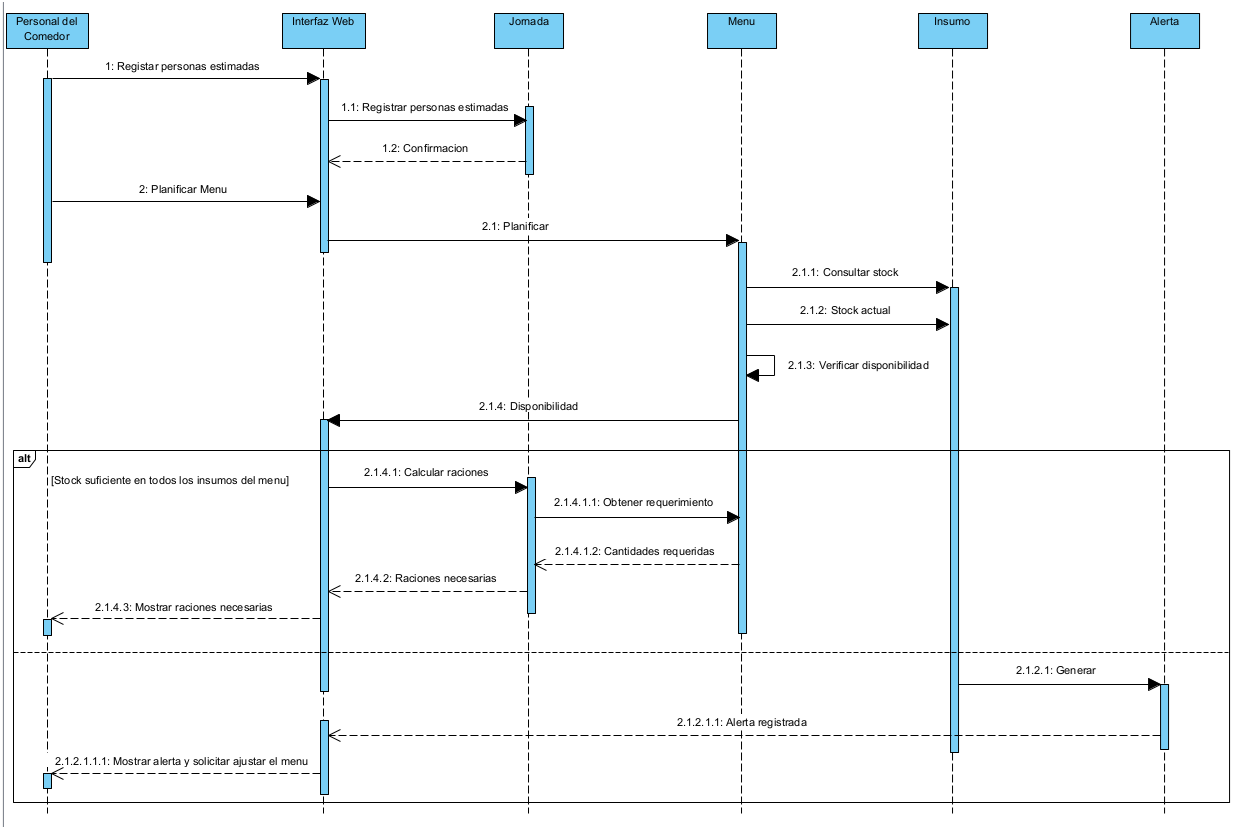 Personal del
Comedor
Interfaz Web
Jornada
Menu
Insumo
Alerta
1: Registar personas estimadas
1.1: Registrar personas estimadas
1.2: Confirmacion
2: Planificar Menu
2.1: Planificar
2.1.1: Consultar stock
2.1.2: Stock actual
2.1.3: Verificar disponibilidad
2.1.4: Disponibilidad
alt
[Stock suficiente en todos los insumos del menu]
2.1.4.1: Calcular raciones
2.1.4.1.1: Obtener requerimiento
2.1.4.1.2: Cantidades requeridas
2.1.4.2: Raciones necesarias
2.1.4.3: Mostrar raciones necesarias
2.1.2.1: Generar
2.1.2.1.1: Alerta registrada
2.1.2.1.1.1: Mostrar alerta y solicitar ajustar el menu